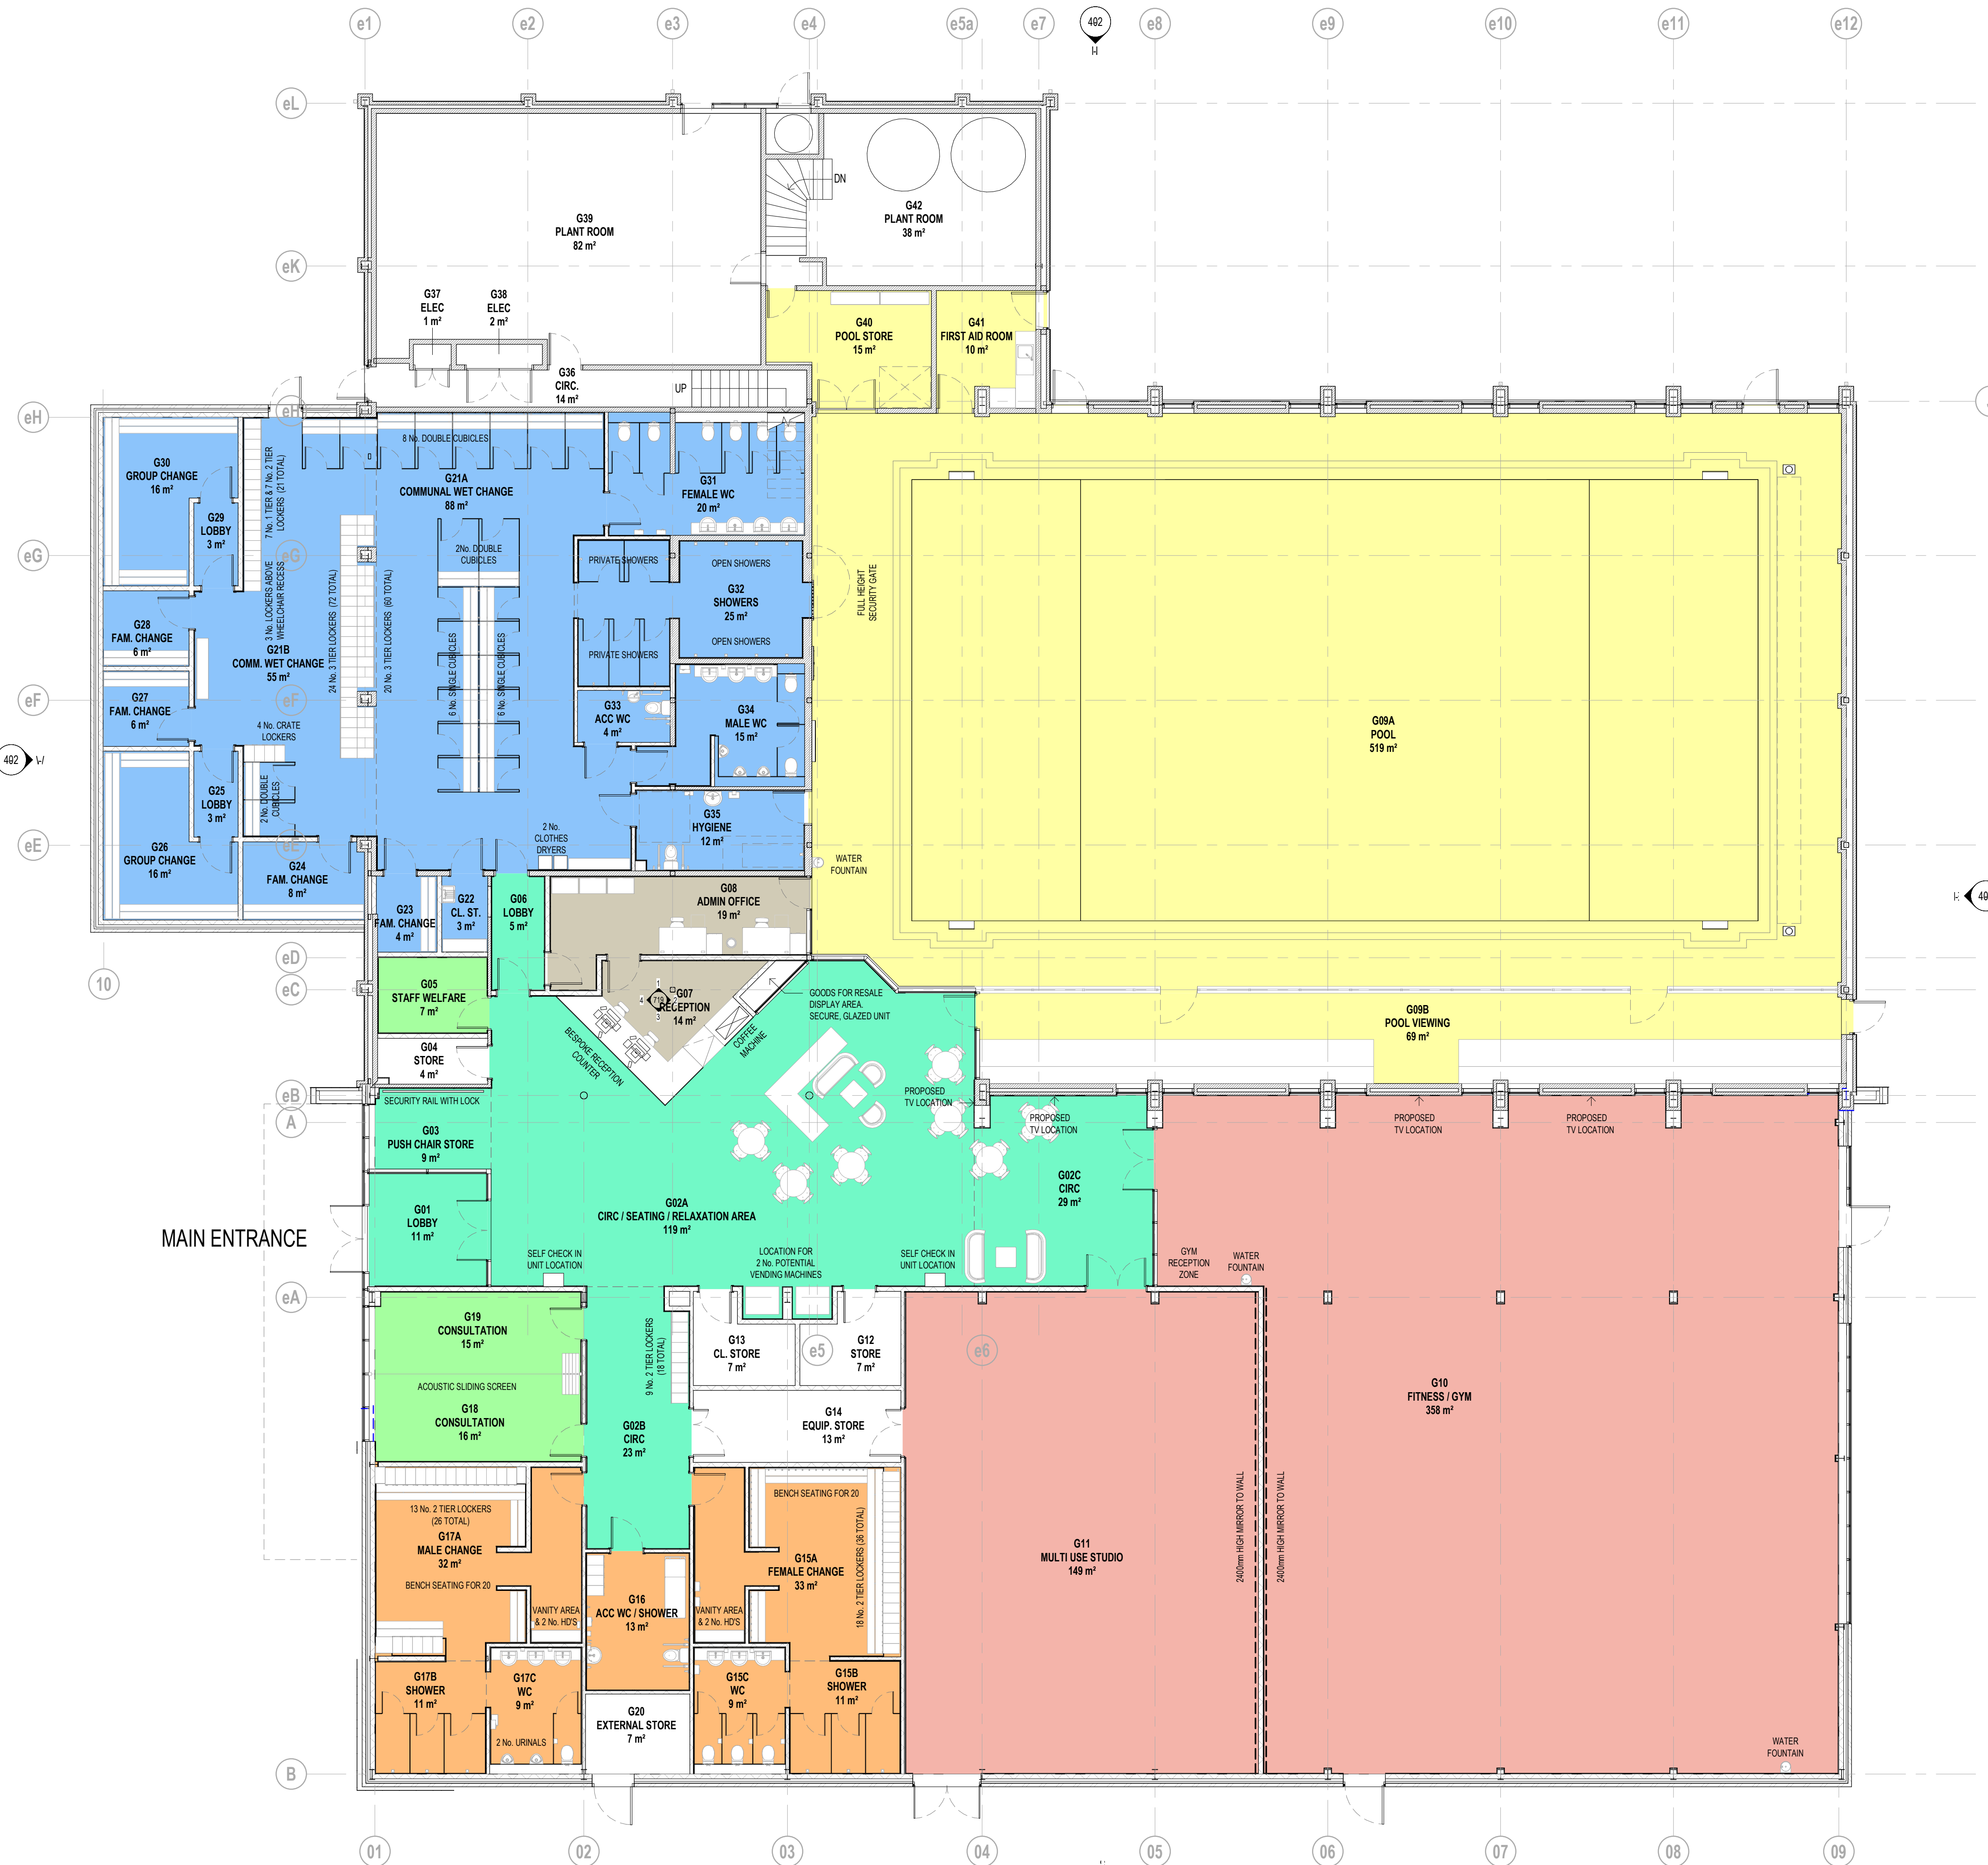 e1
e2
e3
e4
e5a
e7
402
e8
e9
e10
e11
e12
eL
DN
G39
PLANT ROOM
82 m²
G42
PLANT ROOM
38 m²
eK
G37
ELEC
1 m²
G38
ELEC
2 m²
G40
POOL STORE
15 m²
G41
FIRST AID ROOM
10 m²
G36
CIRC.
14 m²
UP
eH
eH
8 No. DOUBLE CUBICLES
G30
GROUP CHANGE
16 m²
7 No. 1 TIER & 7 No. 2 TIER
LOCKERS (21 TOTAL)
G21A
COMMUNAL WET CHANGE
88 m²
G31
FEMALE WC
20 m²
G29
LOBBY
3 m²
eG
eG
2No. DOUBLE
CUBICLES
PRIVATE SHOWERS
OPEN SHOWERS
3 No. LOCKERS ABOVE
WHEELCHAIR RECESS
24 No. 3 TIER LOCKERS (72 TOTAL)
20 No. 3 TIER LOCKERS (60 TOTAL)
G32
SHOWERS
25 m²
FULL HEIGHT
SECURITY GATE
G28
FAM. CHANGE
6 m²
G21B
COMM. WET CHANGE
55 m²
6 No. SINGLE CUBICLES
6 No. SINGLE CUBICLES
OPEN SHOWERS
PRIVATE SHOWERS
eF
eF
G27
FAM. CHANGE
6 m²
G33
ACC WC
4 m²
G34
MALE WC
15 m²
G09A
POOL
519 m²
4 No. CRATE
LOCKERS
402
2 No. DOUBLE
CUBICLES
G25
LOBBY
3 m²
G35
HYGIENE
12 m²
2 No.
CLOTHES
DRYERS
eE
eE
G26
GROUP CHANGE
16 m²
G24
FAM. CHANGE
8 m²
WATER
FOUNTAIN
G23
FAM. CHANGE
4 m²
G22
CL. ST.
3 m²
G06
LOBBY
5 m²
G08
ADMIN OFFICE
19 m²
eD
10
eC
G05
STAFF WELFARE
7 m²
1
4
719
2
3
G07
RECEPTION
14 m²
GOODS FOR RESALE
DISPLAY AREA.
SECURE, GLAZED UNIT
G09B
POOL VIEWING
69 m²
G04
STORE
4 m²
BESPOKE RECEPTION
COUNTER
COFFEE
MACHINE
eB
SECURITY RAIL WITH LOCK
PROPOSED
TV LOCATION
A
PROPOSED
TV LOCATION
PROPOSED
TV LOCATION
PROPOSED
TV LOCATION
G03
PUSH CHAIR STORE
9 m²
G02C
CIRC
29 m²
G01
LOBBY
11 m²
G02A
CIRC / SEATING / RELAXATION AREA
119 m²
MAIN ENTRANCE
SELF CHECK IN
UNIT LOCATION
LOCATION FOR
2 No. POTENTIAL
VENDING MACHINES
SELF CHECK IN
UNIT LOCATION
GYM
RECEPTION
ZONE
WATER
FOUNTAIN
eA
G19
CONSULTATION
15 m²
9 No. 2 TIER LOCKERS
(18 TOTAL)
G13
CL. STORE
7 m²
e5
G12
STORE
7 m²
e6
ACOUSTIC SLIDING SCREEN
G18
CONSULTATION
16 m²
G02B
CIRC
23 m²
G14
EQUIP. STORE
13 m²
G10
FITNESS / GYM
358 m²
13 No. 2 TIER LOCKERS
(26 TOTAL)
G17A
MALE CHANGE
32 m²
BENCH SEATING FOR 20
BENCH SEATING FOR 20
G15A
FEMALE CHANGE
33 m²
18 No. 2 TIER LOCKERS (36 TOTAL)
G11
MULTI USE STUDIO
149 m²
2400mm HIGH MIRROR TO WALL
2400mm HIGH MIRROR TO WALL
VANITY AREA
& 2 No. HD'S
G16
ACC WC / SHOWER
13 m²
VANITY AREA
& 2 No. HD'S
G17B
SHOWER
11 m²
G17C
WC
9 m²
G15C
WC
9 m²
G15B
SHOWER
11 m²
G20
EXTERNAL STORE
7 m²
2 No. URINALS
WATER
FOUNTAIN
B
01
02
03
04
05
06
07
08
09